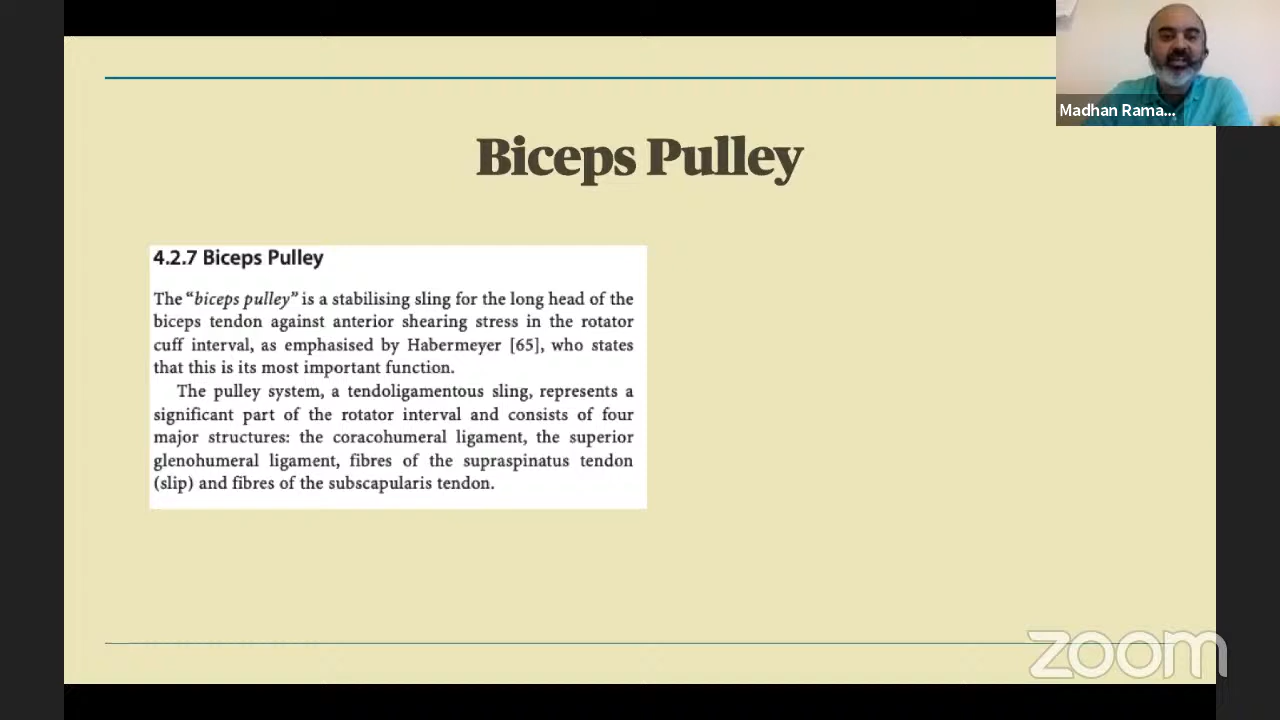 Madhan Rama...
Biceps Pulley
4.2.7 Biceps Pulley
The “biceps pulley” is a stabilising sling for the long head of the
biceps tendon against anterior shearing stress in the rotator
cuff interval, as emphasised by Habermeyer [65], who states
that this is its most important function.
The pulley system, a tendoligamentous sling, represents a
significant part of the rotator interval and consists of four
major structures: the coracohumeral ligament, the superior
glenohumeral ligament, fibres of the supraspinatus tendon
(slip) and fibres of the subscapularis tendon.
zoom